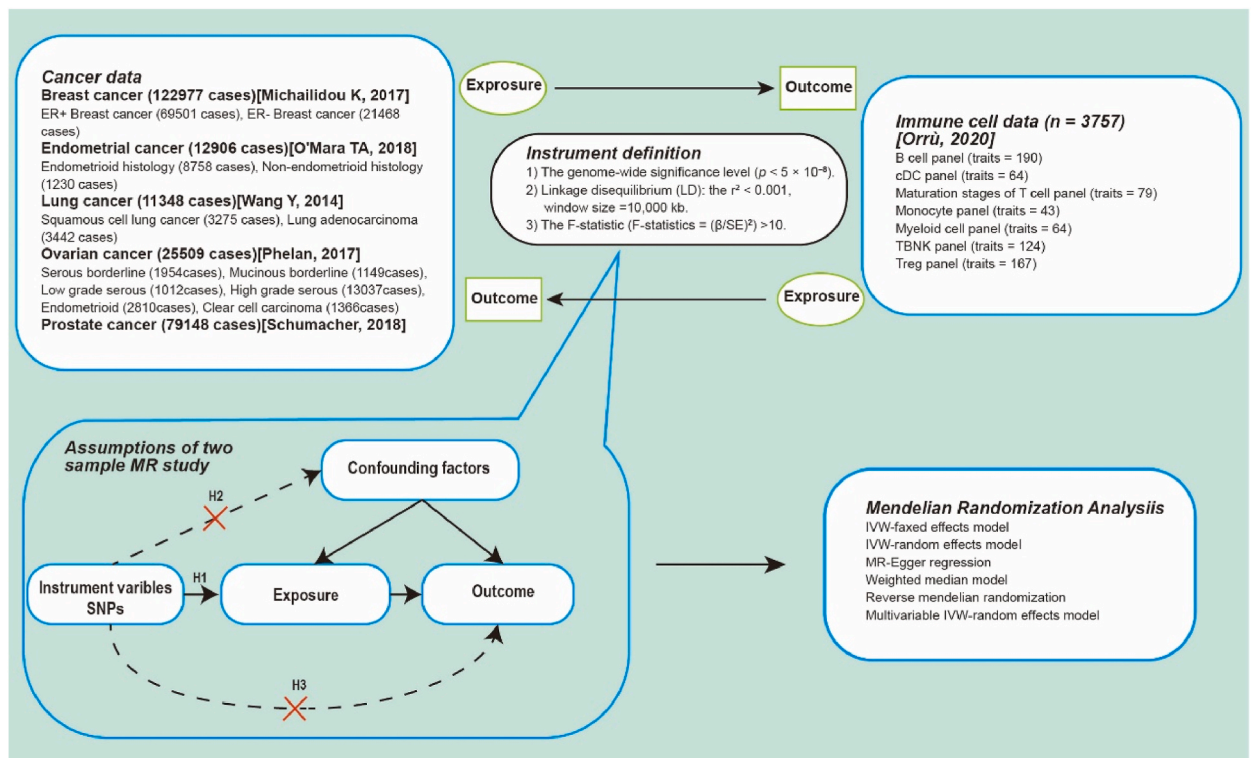 Cancer data
Breast cancer (122977 cases)[Michailidou K, 2017]
ER+ Breast cancer (69501 cases), ER- Breast cancer (21468
cases)
Endometrial cancer (12906 cases)[O'Mara TA, 2018]
Endometrioid histology (8758 cases), Non-endometrioid histology
(1230 cases)
Lung cancer (11348 cases)[Wang Y, 2014]
Squamous cell lung cancer (3275 cases), Lung adenocarcinoma
(3442 cases)
Ovarian cancer (25509 cases)[Phelan, 2017]
Serous borderline (1954cases), Mucinous borderline (1149cases),
Low grade serous (1012cases), High grade serous (13037cases),
Endometrioid (2810cases), Clear cell carcinoma (1366cases)
Prostate cancer (79148 cases)[Schumacher, 2018]
Exprosure
Outcome
Instrument definition
1) The genome-wide significance level (p < 5 × 10⁻⁸).
2) Linkage disequilibrium (LD): the r² < 0.001,
window size =10,000 kb.
3) The F-statistic (F-statistics = (β/SE)²) >10.
Outcome
Exprosure
Immune cell data (n = 3757)
[Orrù, 2020]
B cell panel (traits = 190)
cDC panel (traits = 64)
Maturation stages of T cell panel (traits = 79)
Monocyte panel (traits = 43)
Myeloid cell panel (traits = 64)
TBNK panel (traits = 124)
Treg panel (traits = 167)
Assumptions of two
sample MR study
Confounding factors
H2
Instrument varibles
SNPs
H1
Exposure
Outcome
H3
Mendelian Randomization Analysiis
IVW-faxed effects model
IVW-random effects model
MR-Egger regression
Weighted median model
Reverse mendelian randomization
Multivariable IVW-random effects model